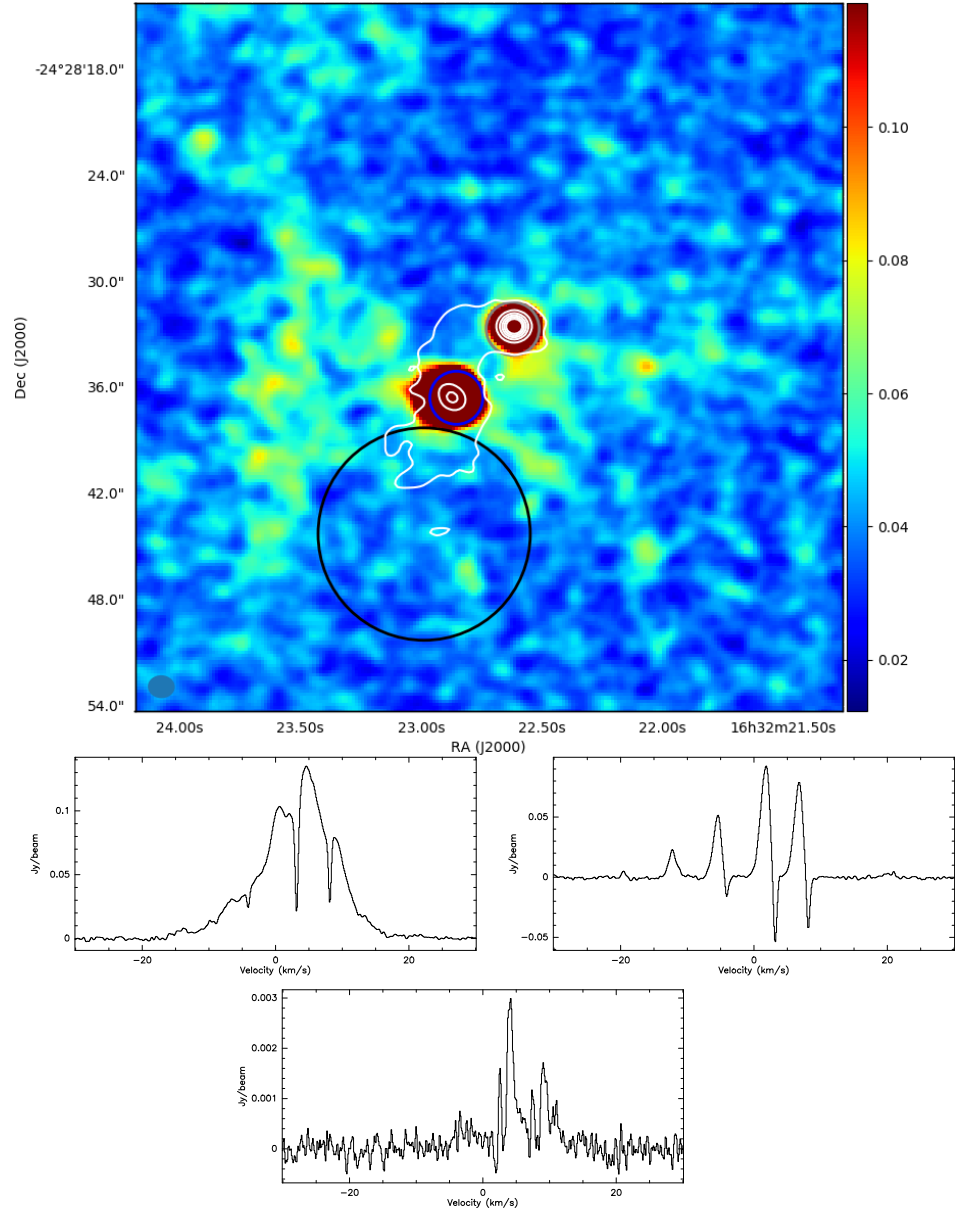 -24°28'18.0"
24.0"
30.0"
36.0"
42.0"
48.0"
54.0"
Dec (J2000)
0.10
0.08
0.06
0.04
0.02
24.00s 23.50s 23.00s 22.50s 22.00s 16h32m21.50s
RA (J2000)
0.1
0.05
0
Jy/beam
−20 0 20
Velocity (km/s)
0.05
0
−0.05
Jy/beam
−20 0 20
Velocity (km/s)
0.003
0.002
0.001
0
Jy/beam
−20 0 20
Velocity (km/s)